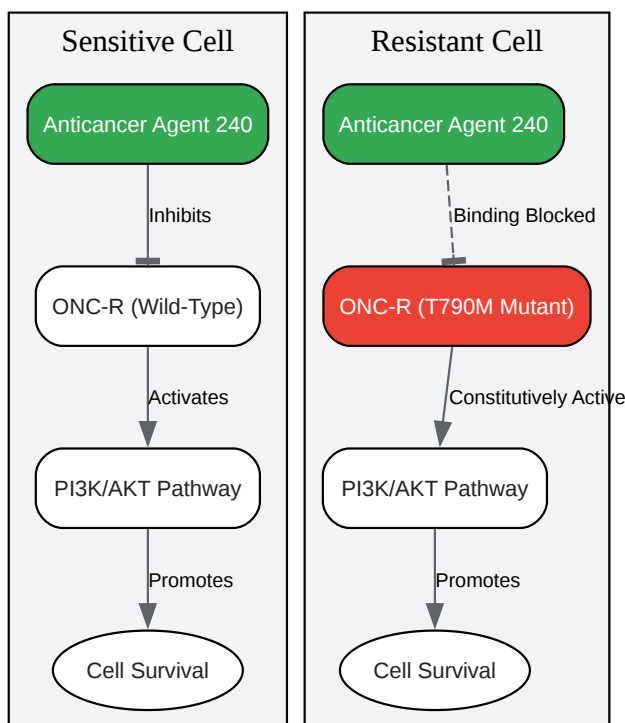 Sensitive Cell
Anticancer Agent 240
Inhibits
ONC-R (Wild-Type)
Activates
PI3K/AKT Pathway
Promotes
Cell Survival
Resistant Cell
Anticancer Agent 240
Binding Blocked
ONC-R (T790M Mutant)
Constitutively Active
PI3K/AKT Pathway
Promotes
Cell Survival